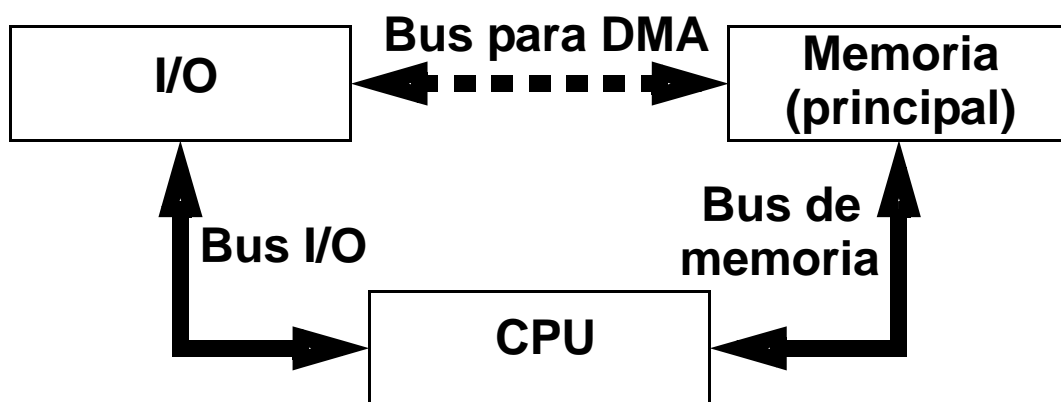 Bus para DMA
I/O
Memoria
(principal)
Bus I/O
Bus de
memoria
CPU